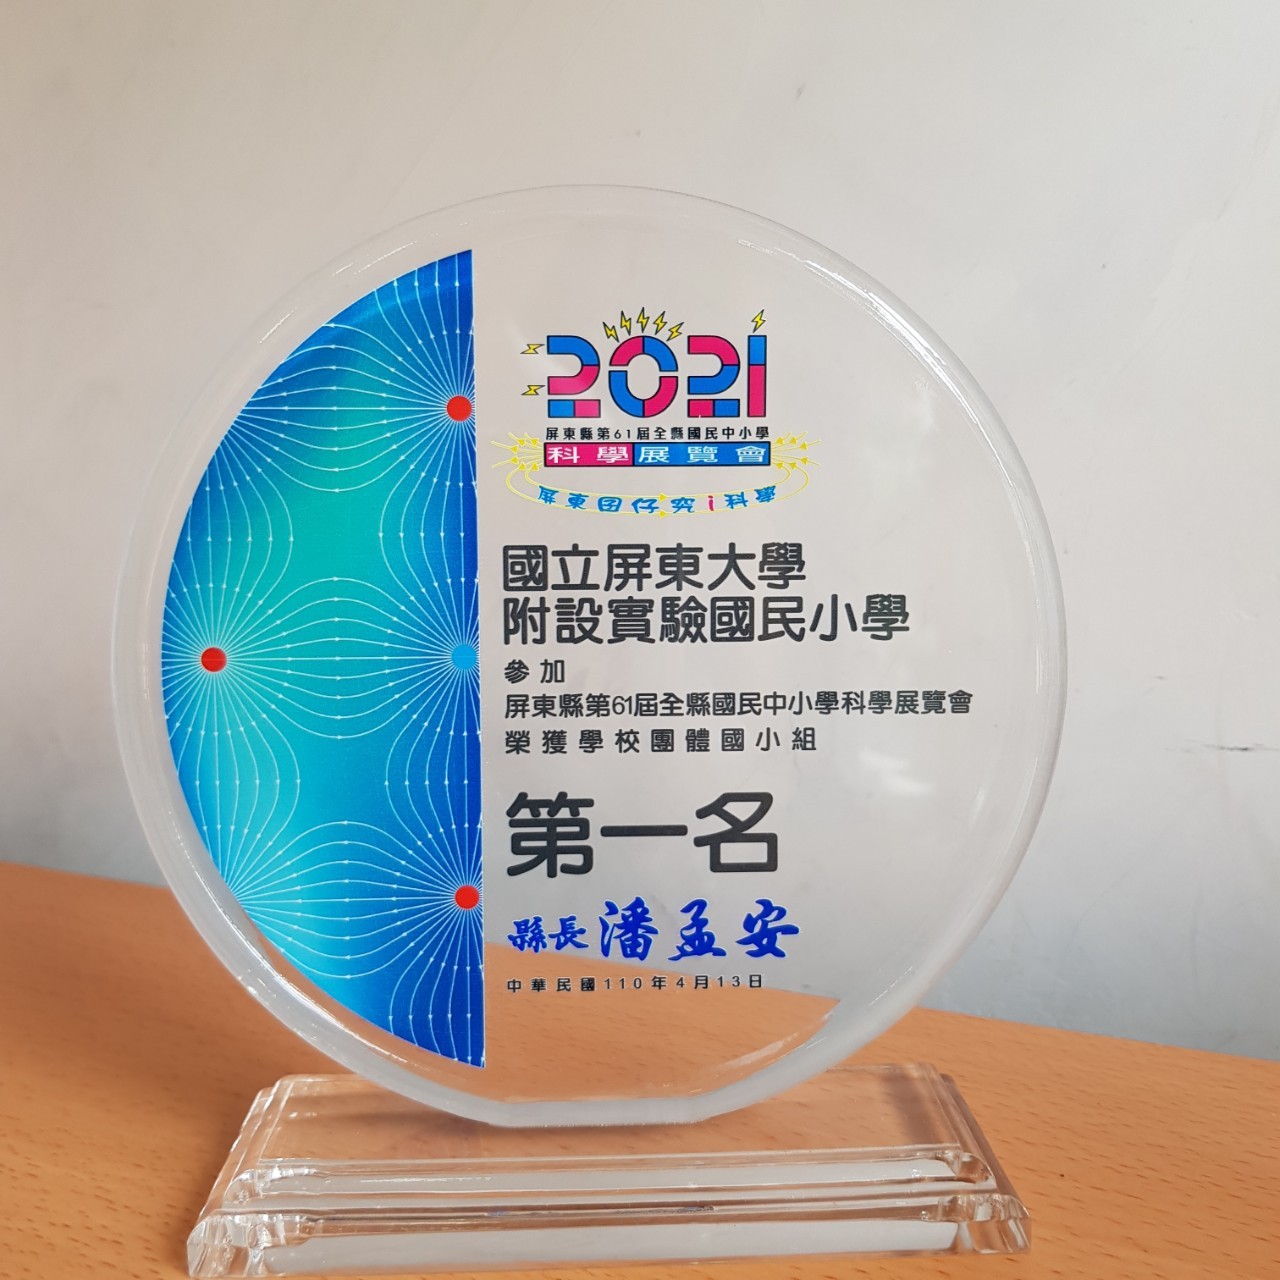 2021
屏東縣第61屆全縣國民中小學
科學展覽會
屏東囝仔究i科學
國立屏東大學
附設實驗國民小學
參加
屏東縣第61屆全縣國民中小學科學展覽會
榮獲學校團體國小組
第一名
縣長 潘孟安
中華民國110年4月13日